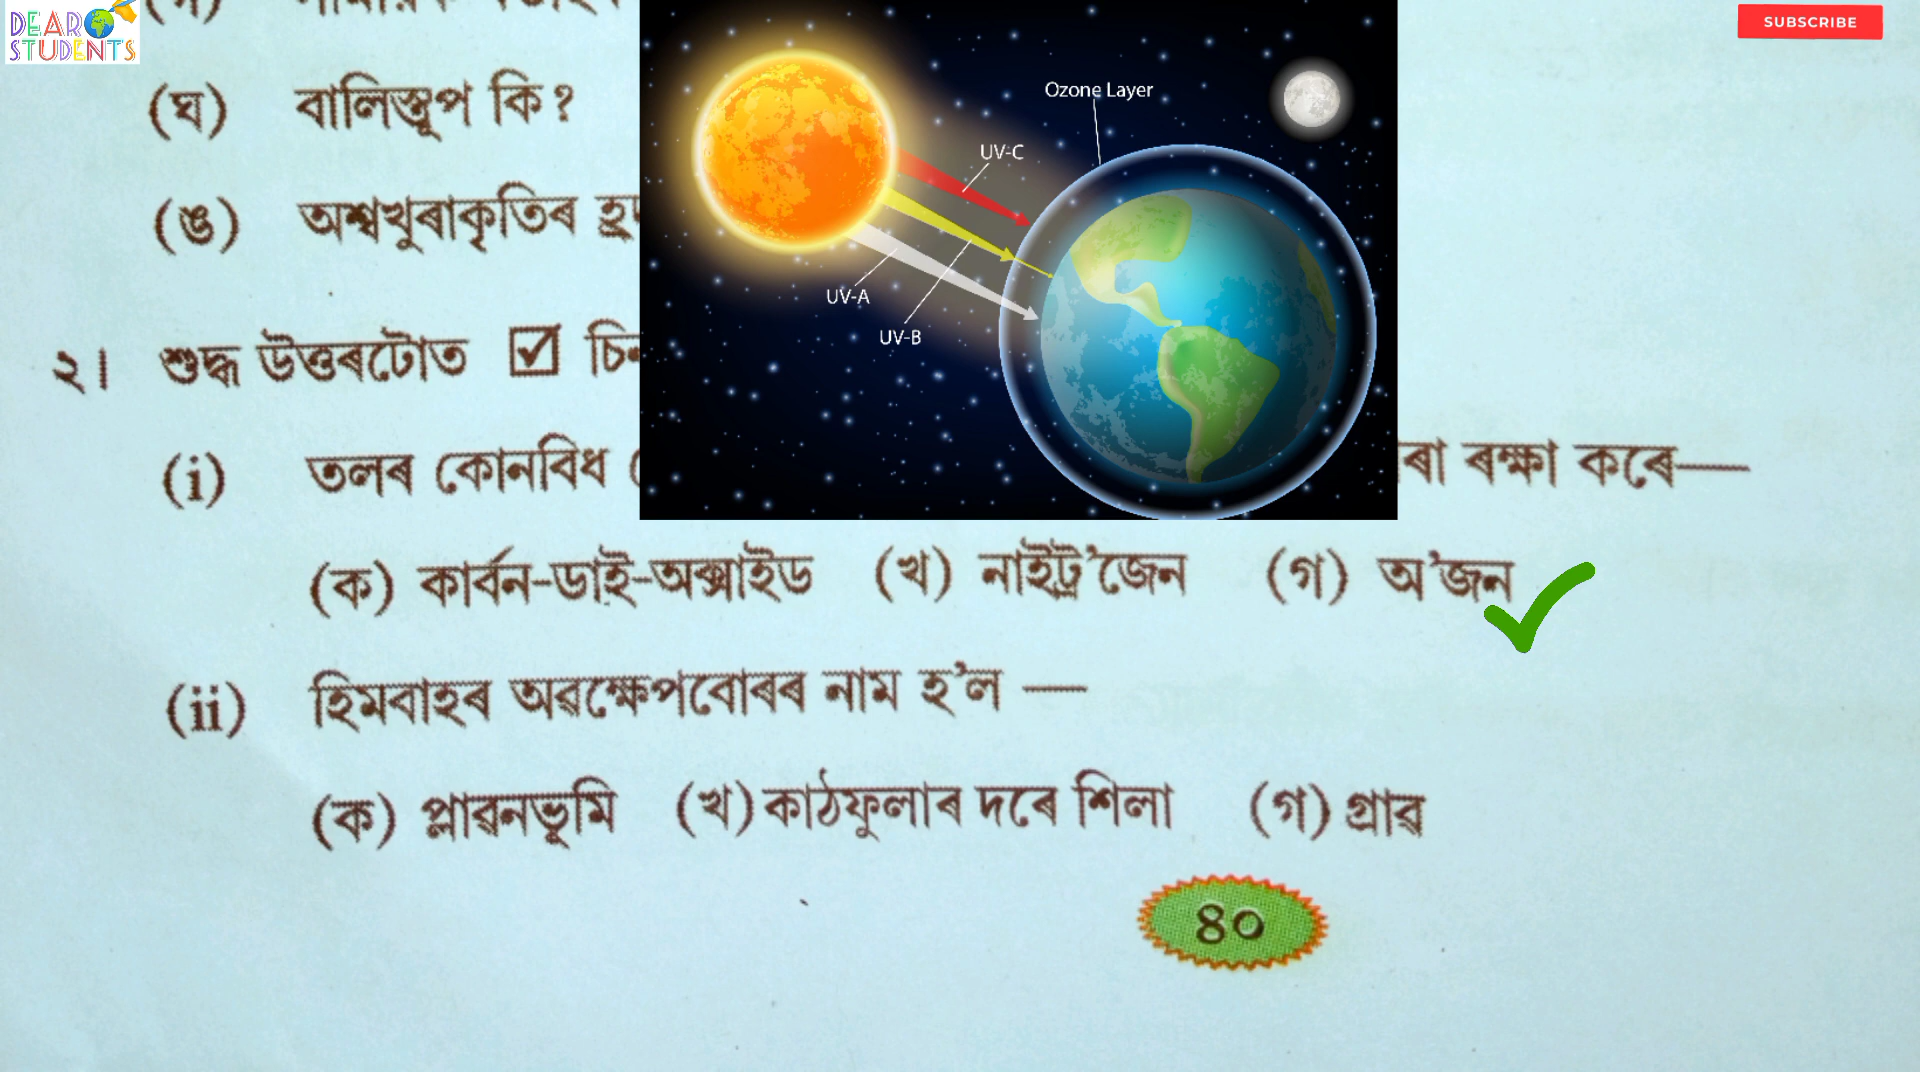 DEAR
STUDENTS
SUBSCRIBE
(ঘ) বালিস্তূপ কি?
(ঙ) অশ্বখুৰাকৃতিৰ
Ozone Layer
UV-C
UV-A
UV-B
২। শুদ্ধ উত্তৰটোত ☑
(i) তলৰ কোনবিধ ৰা ৰক্ষা কৰে—
(ক) কাৰ্বন-ডাই-অক্সাইড (খ) নাইট্ৰ'জেন (গ) অ'জন
(ii) হিমবাহৰ অৱক্ষেপবোৰৰ নাম হ'ল —
(ক) প্লাৱনভূমি (খ) কাঠফুলাৰ দৰে শিলা (গ) গ্ৰাৱ
৪০